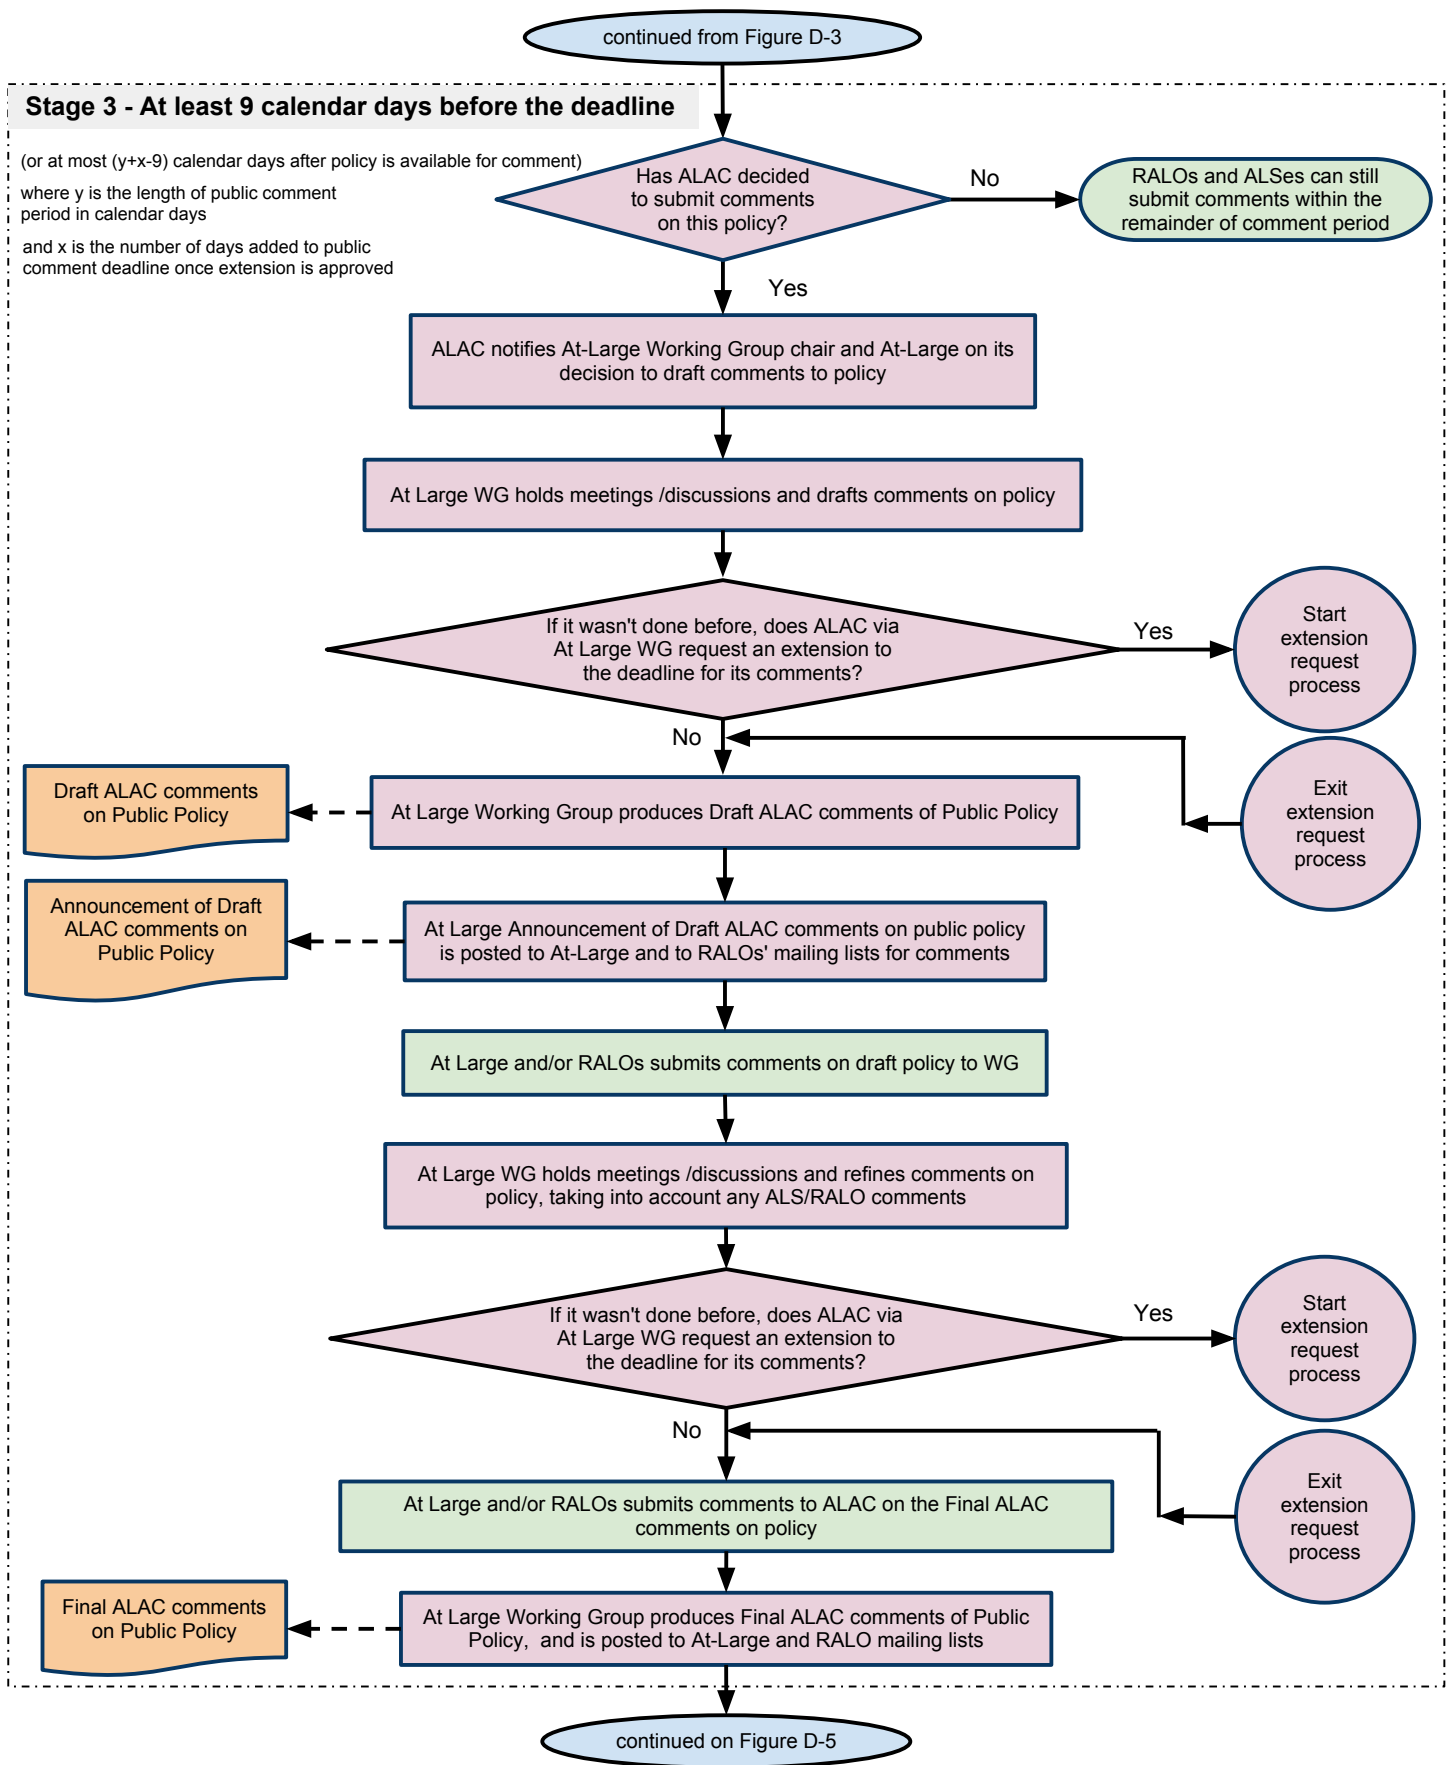 continued from Figure D-3
Stage 3 - At least 9 calendar days before the deadline
(or at most (y+x-9) calendar days after policy is available for comment)
where y is the length of public comment
period in calendar days
and x is the number of days added to public
comment deadline once extension is approved
Has ALAC decided
to submit comments
on this policy?
No
RALOs and ALSes can still
submit comments within the
remainder of comment period
Yes
ALAC notifies At-Large Working Group chair and At-Large on its
decision to draft comments to policy
At Large WG holds meetings /discussions and drafts comments on policy
If it wasn't done before, does ALAC via
At Large WG request an extension to
the deadline for its comments?
Yes
Start
extension
request
process
No
Exit
extension
request
process
Draft ALAC comments
on Public Policy
At Large Working Group produces Draft ALAC comments of Public Policy
Announcement of Draft
ALAC comments on
Public Policy
At Large Announcement of Draft ALAC comments on public policy
is posted to At-Large and to RALOs' mailing lists for comments
At Large and/or RALOs submits comments on draft policy to WG
At Large WG holds meetings /discussions and refines comments on
policy, taking into account any ALS/RALO comments
If it wasn't done before, does ALAC via
At Large WG request an extension to
the deadline for its comments?
Yes
Start
extension
request
process
No
Exit
extension
request
process
At Large and/or RALOs submits comments to ALAC on the Final ALAC
comments on policy
Final ALAC comments
on Public Policy
At Large Working Group produces Final ALAC comments of Public
Policy,  and is posted to At-Large and RALO mailing lists
continued on Figure D-5